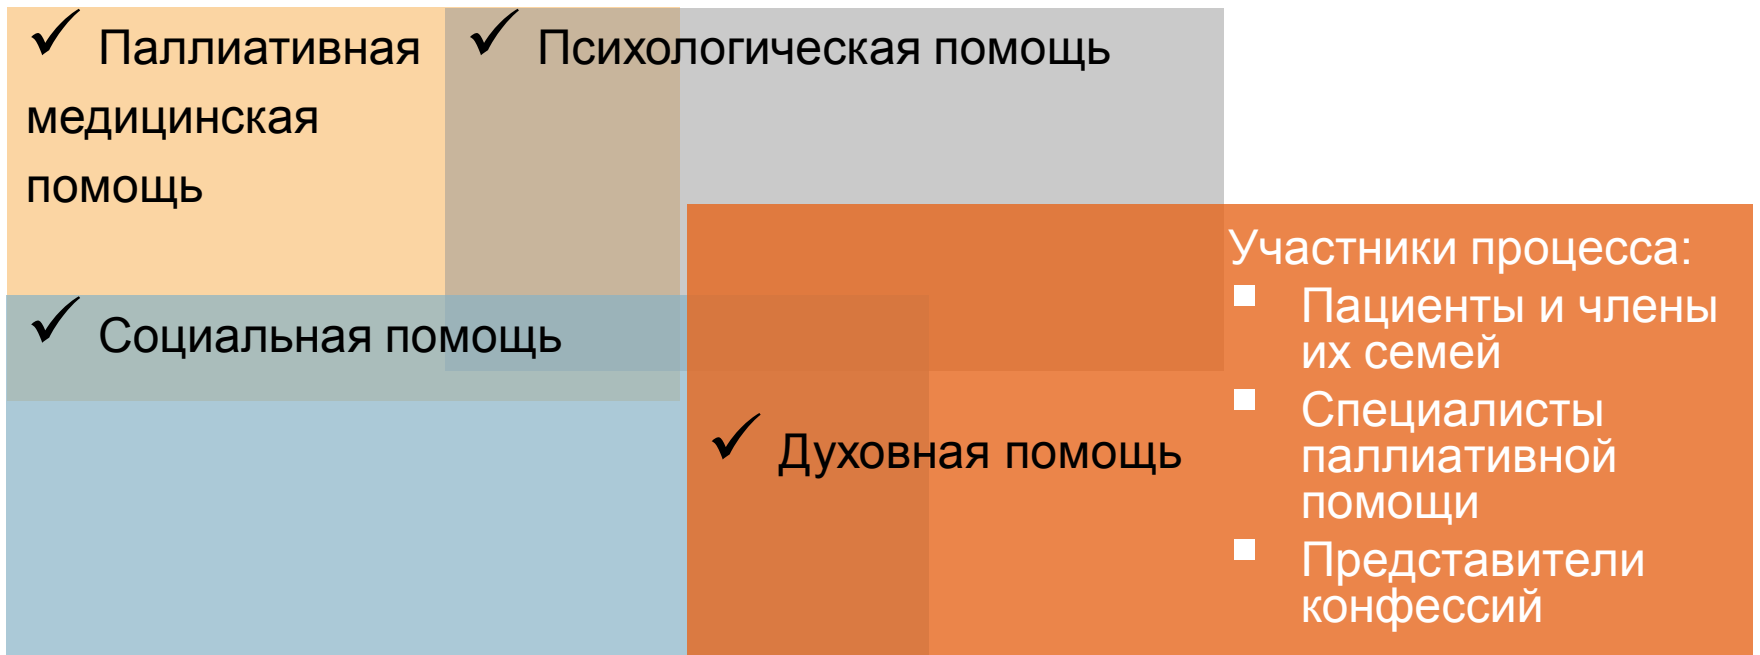 ✓ Паллиативная
медицинская
помощь
✓ Психологическая помощь
✓ Социальная помощь
✓ Духовная помощь
Участники процесса:
▪ Пациенты и члены
их семей
▪ Специалисты
паллиативной
помощи
▪ Представители
конфессий